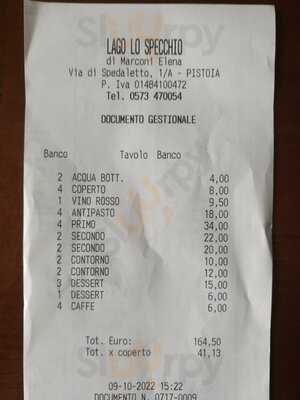 LAGO LO SPECCHIO
di Marconi Elena
Via di Spedaletto, 1/A - PISTOIA
P. Iva 01484100472
Tel. 0573 470054
DOCUMENTO GESTIONALE
Banco Tavolo Banco
2 ACQUA BOTT. 4,00
4 COPERTO 8,00
1 VINO ROSSO 9,50
4 ANTIPASTO 18,00
4 PRIMO 34,00
2 SECONDO 22,00
2 SECONDO 20,00
2 CONTORNO 10,00
2 CONTORNO 12,00
3 DESSERT 15,00
1 DESSERT 6,00
4 CAFFE 6,00
Tot. Euro: 164,50
Tot. x coperto 41,13
09-10-2022 15:22
DOCUMENTO N. 0717-0009